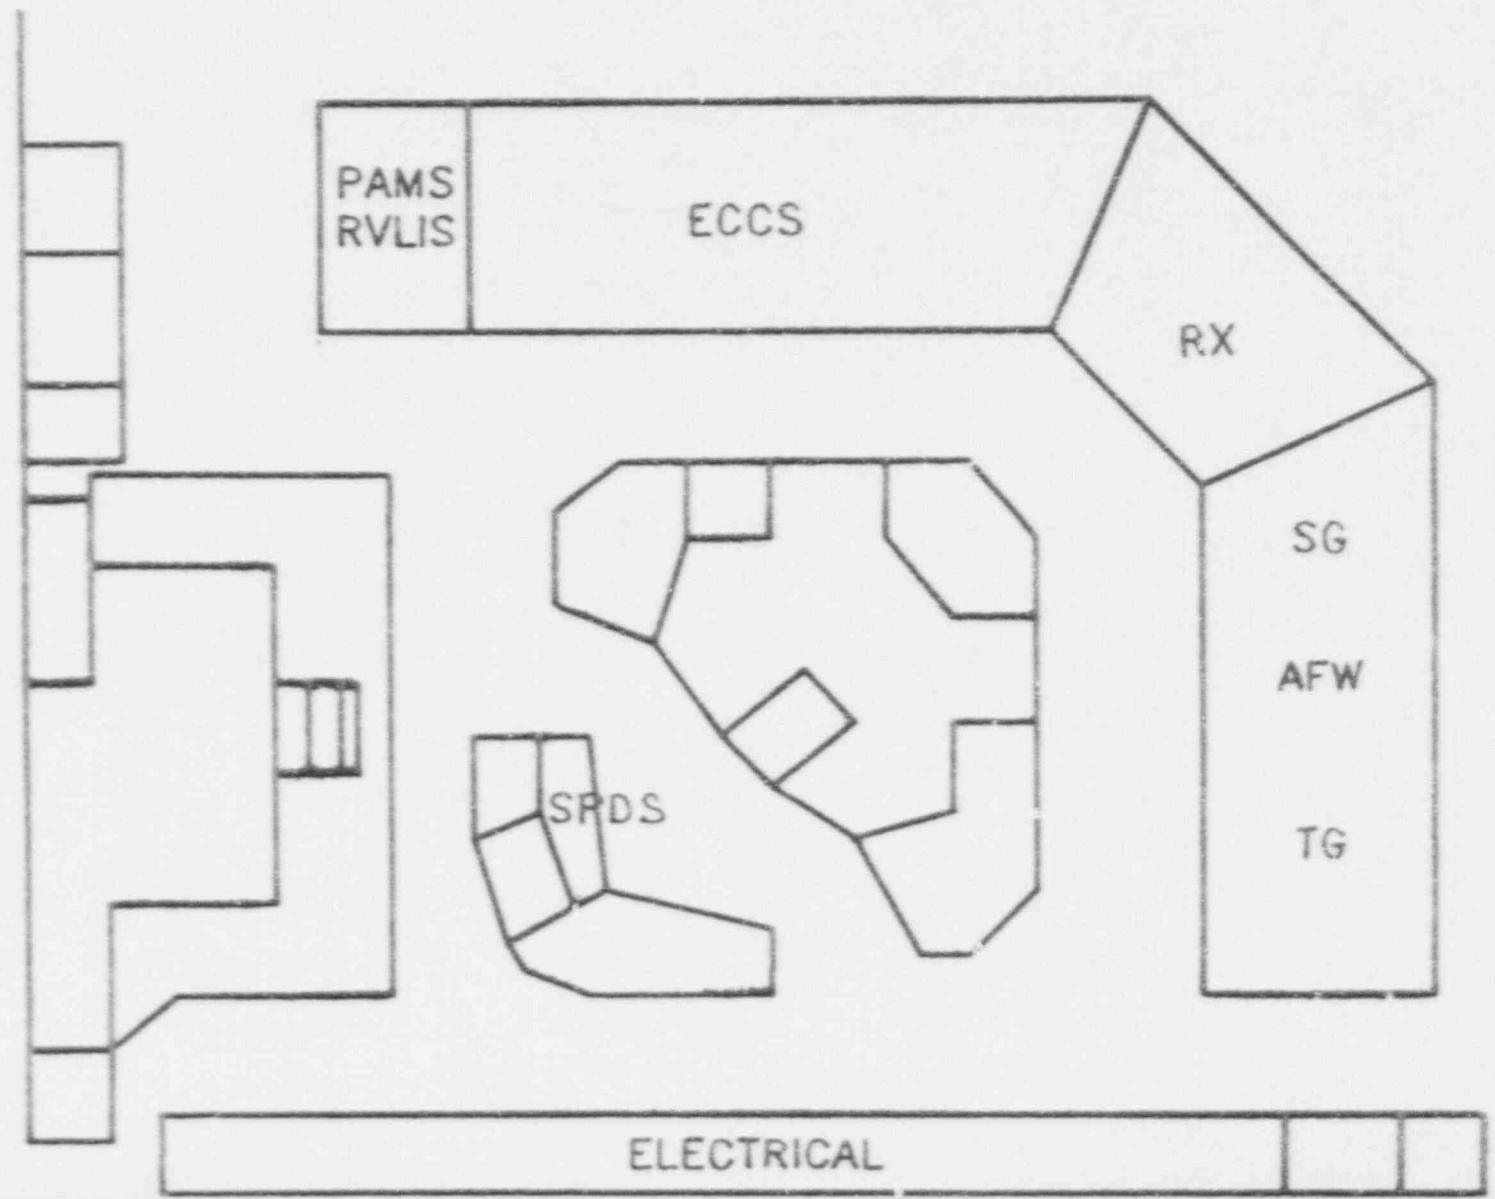 PAMS
RVLIS
ECCS
RX
SG
AFW
SPDS
TG
ELECTRICAL